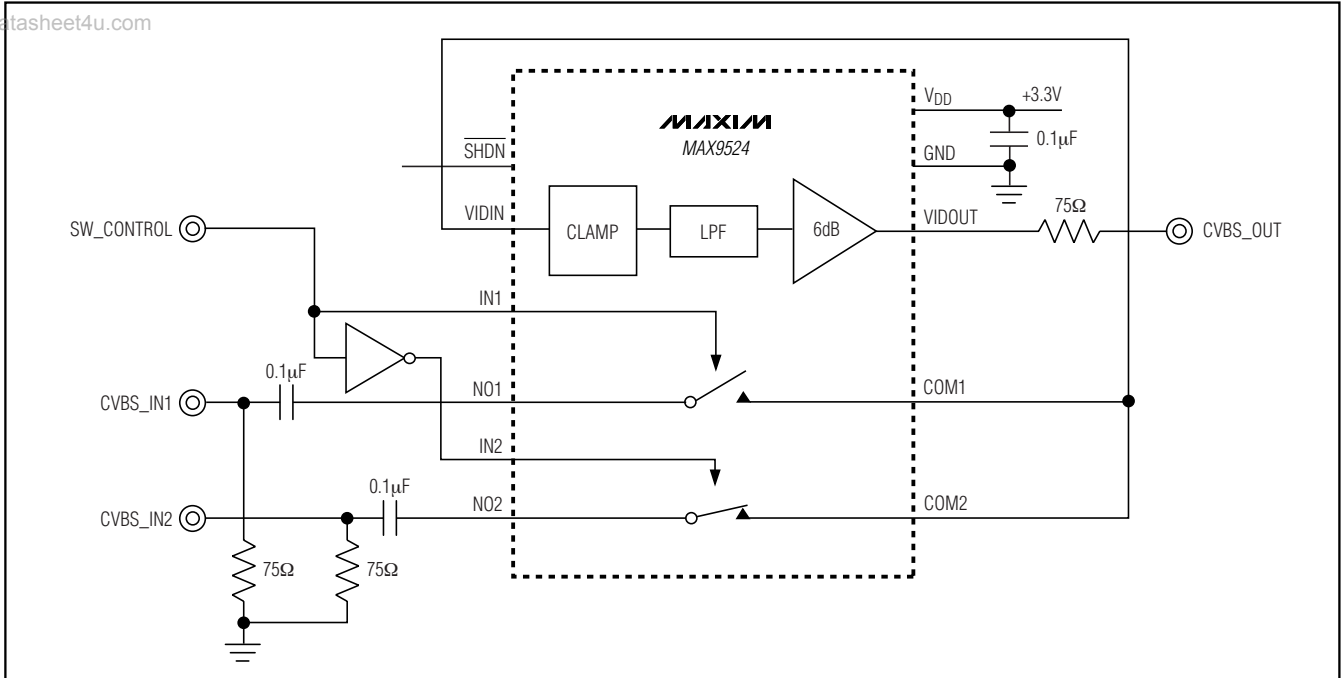 atasheet4u.com
VDD
+3.3V
MAXIM
MAX9524
0.1µF
SHDN
GND
VIDIN
75Ω
SW_CONTROL
CLAMP
LPF
6dB
VIDOUT
CVBS_OUT
IN1
0.1µF
CVBS_IN1
NO1
COM1
IN2
0.1µF
CVBS_IN2
NO2
COM2
75Ω
75Ω